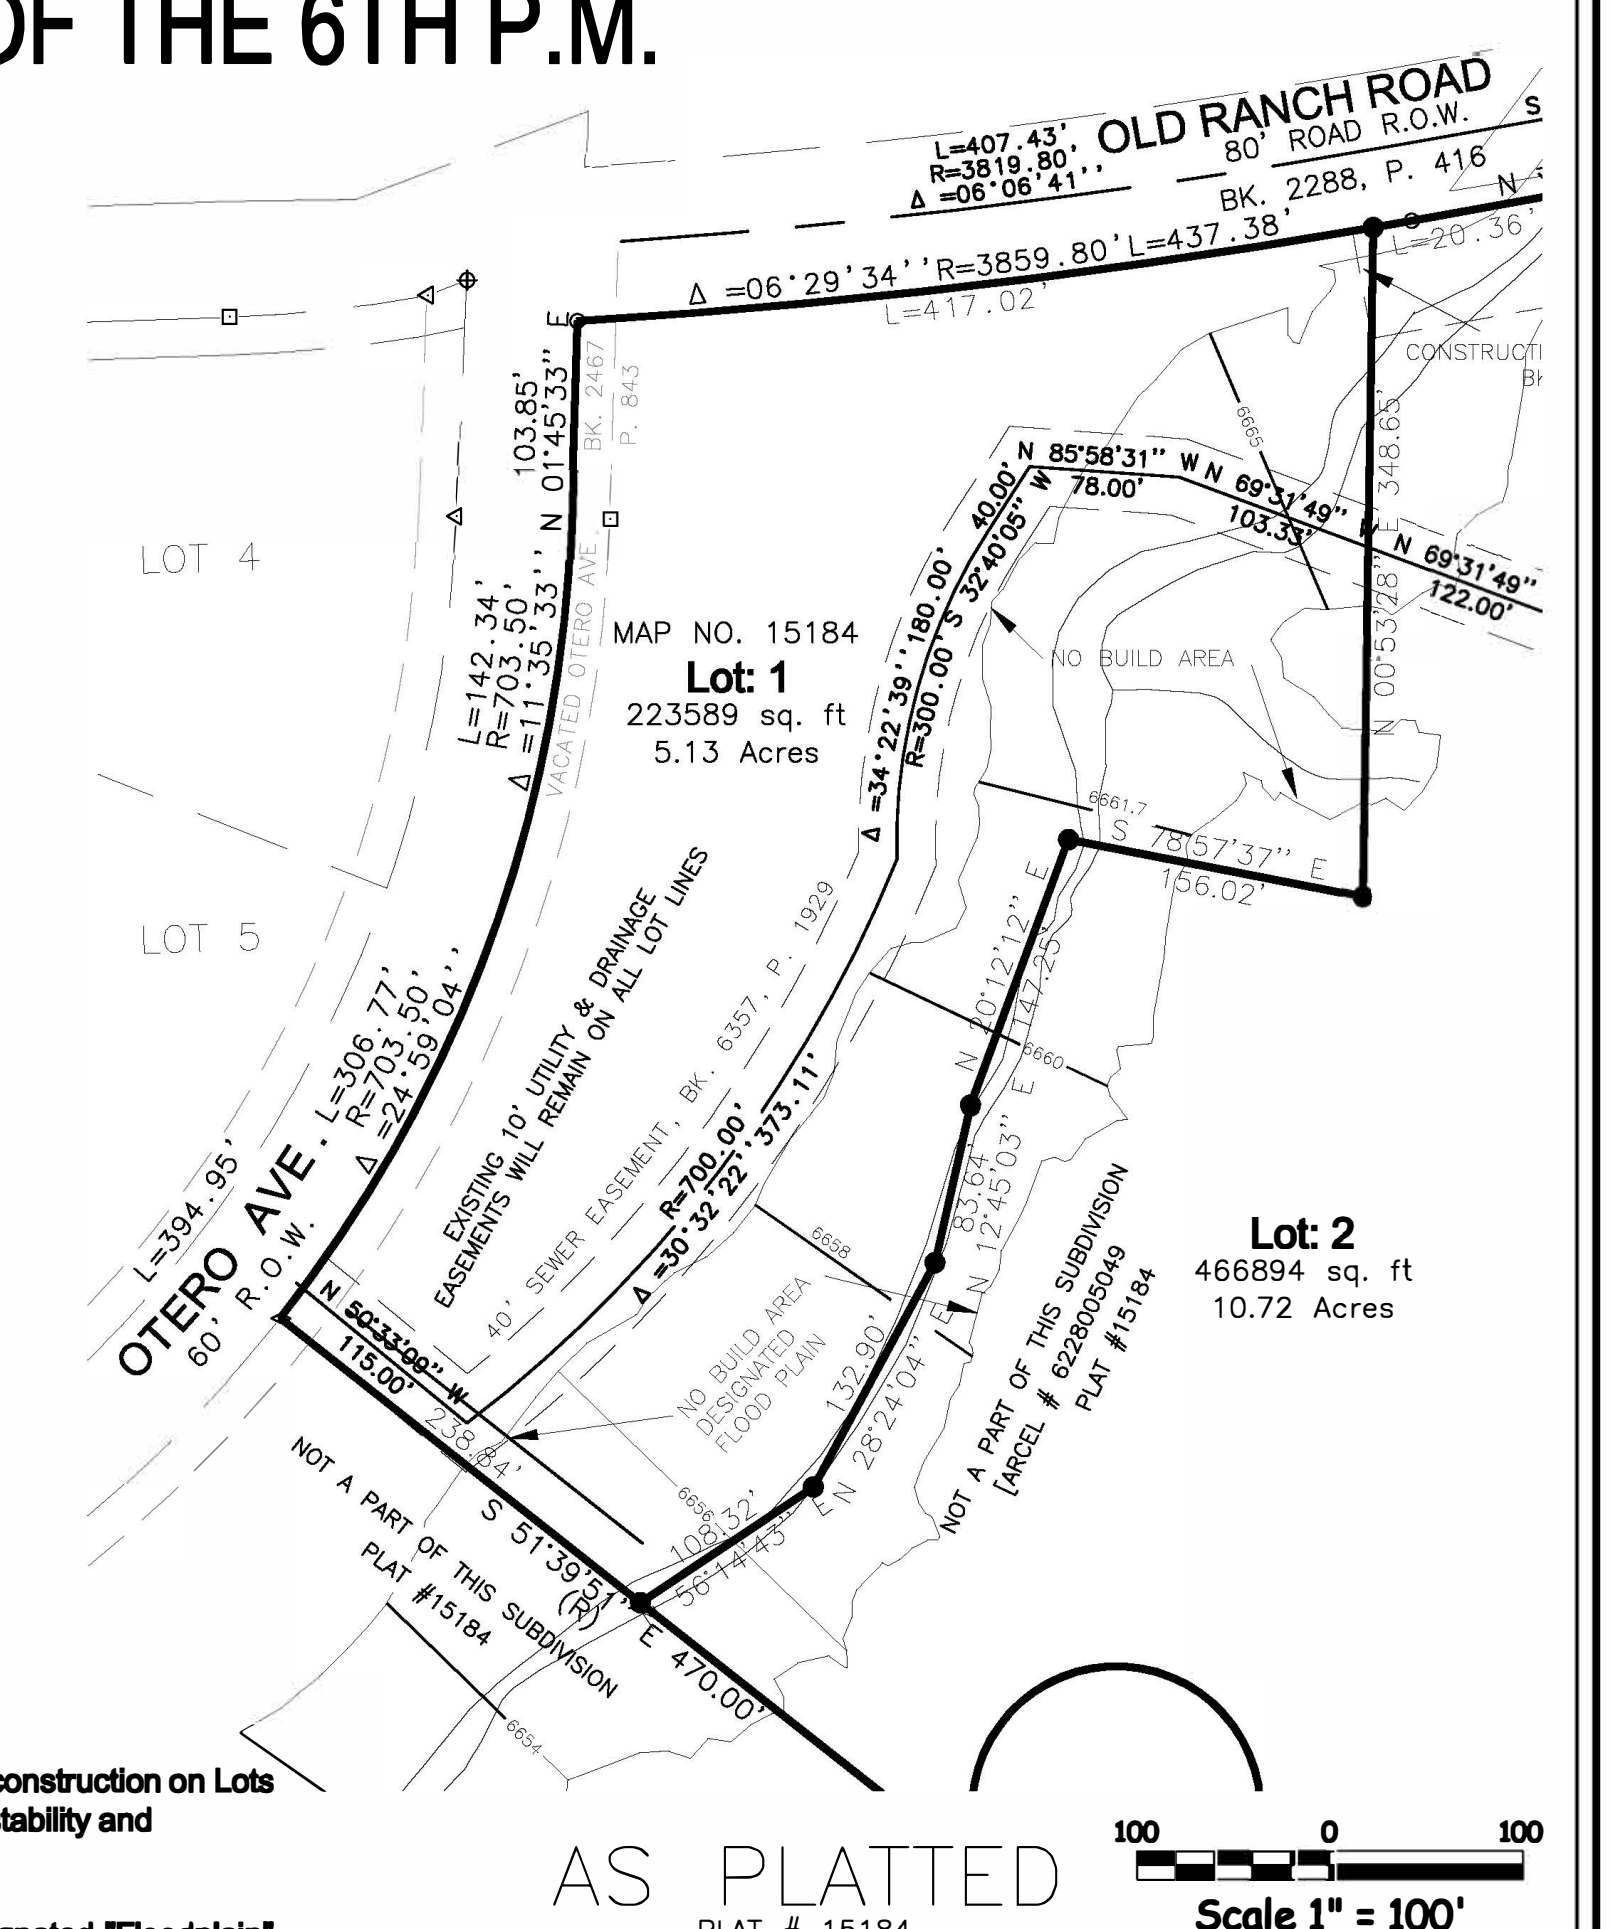 OF THE 6TH P.M.
OLD RANCH ROAD
80' ROAD R.O.W.
BK. 2288, P. 416
S
N
L=407.43'
R=3819.80'
Δ =06°06'41''
Δ =06°29'34'' R=3859.80' L=437.38'
L=417.02'
L=20.36'
CONSTRUCTI
103.85'
N 01°45'33" E
BK. 2467
P. 843
VACATED OTERO AVE.
L=142.34'
R=703.50'
Δ =11°35'33''
LOT 4
LOT 5
MAP NO. 15184
Lot: 1
223589 sq. ft
5.13 Acres
6665
N 85°58'31" W
78.00'
N 69°31'49" W
103.33'
N 69°31'49"
122.00'
40.00'
S 32°40'05" W
Δ =34°22'39'' 180.00'
R=300.00'
N 00°53'28" E 348.65'
NO BUILD AREA
6661.7
S 78°57'37" E
156.02'
N 20°12'12" E
147.25'
6660
EXISTING 10' UTILITY & DRAINAGE
EASEMENTS WILL REMAIN ON ALL LOT LINES
40' SEWER EASEMENT, BK. 6357, P. 1929
R=700.00'
Δ =30°32'22'' 373.11'
L=306.77'
R=703.50'
Δ =24°59'04''
L=394.95'
OTERO AVE.
60' R.O.W.
N 12°45'03" E
83.64'
6658
NO BUILD AREA
DESIGNATED
FLOOD PLAIN
132.90'
N 28°24'04" E
Lot: 2
466894 sq. ft
10.72 Acres
NOT A PART OF THIS SUBDIVISION
[ARCEL # 6228005049
PLAT #15184
N 50°33'09" W
115.00'
238.84'
S 51°39'51" E 470.00'
(R)
6656
108.32'
56°14'43" E
NOT A PART OF THIS SUBDIVISION
PLAT #15184
6654
construction on Lots
tability and
AS PLATTED
PLAT # 15184
100 0 100
Scale 1" = 100'